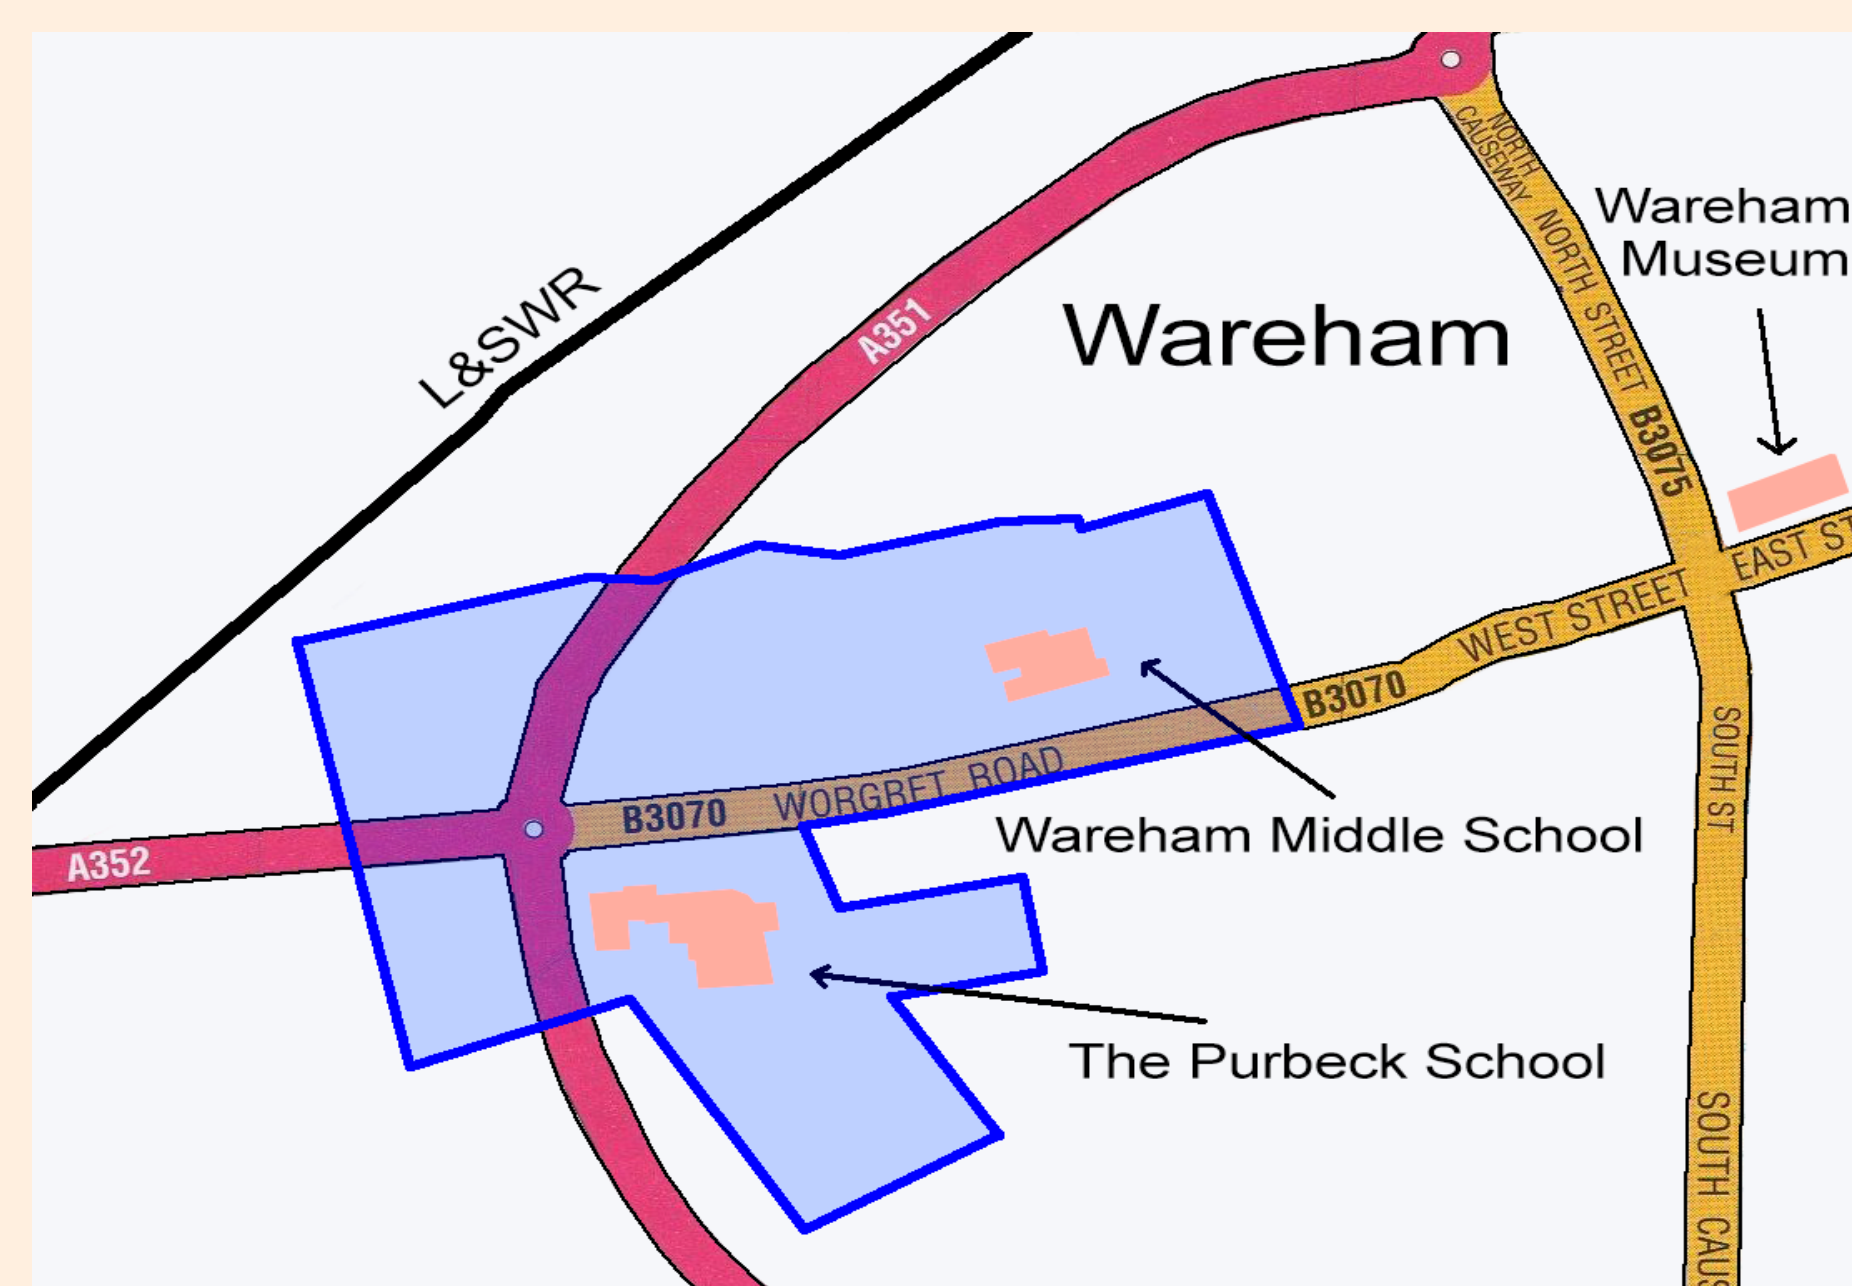 NORTH
CAUSEWAY
Wareham
Museum
NORTH STREET
L&SWR
A351
Wareham
B3075
EAST ST
WEST STREET
B3070
SOUTH ST
WORGRET ROAD
B3070
A352
Wareham Middle School
The Purbeck School
SOUTH CAUS